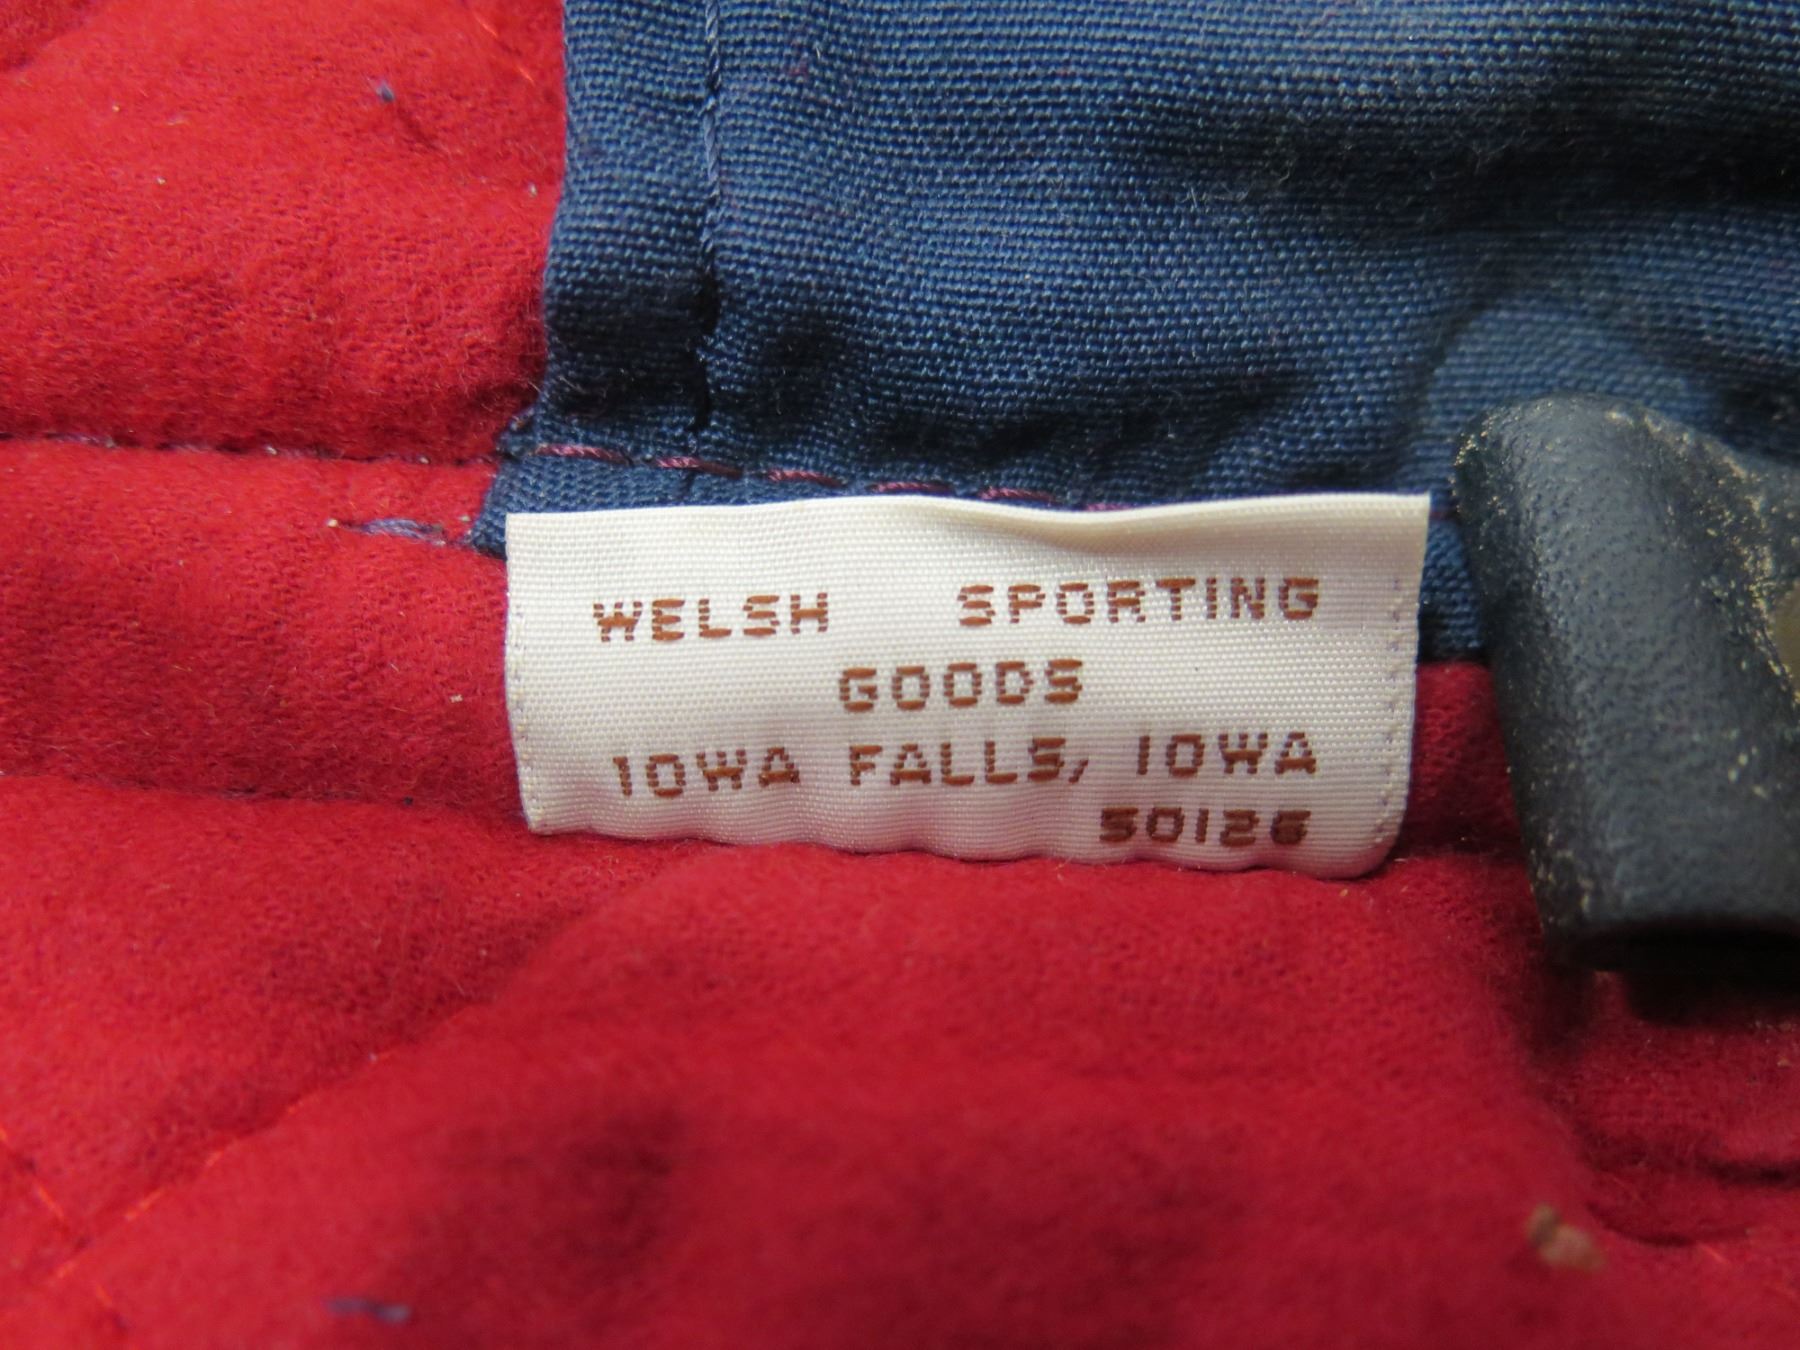 WELSH SPORTING
GOODS
IOWA FALLS, IOWA
50126